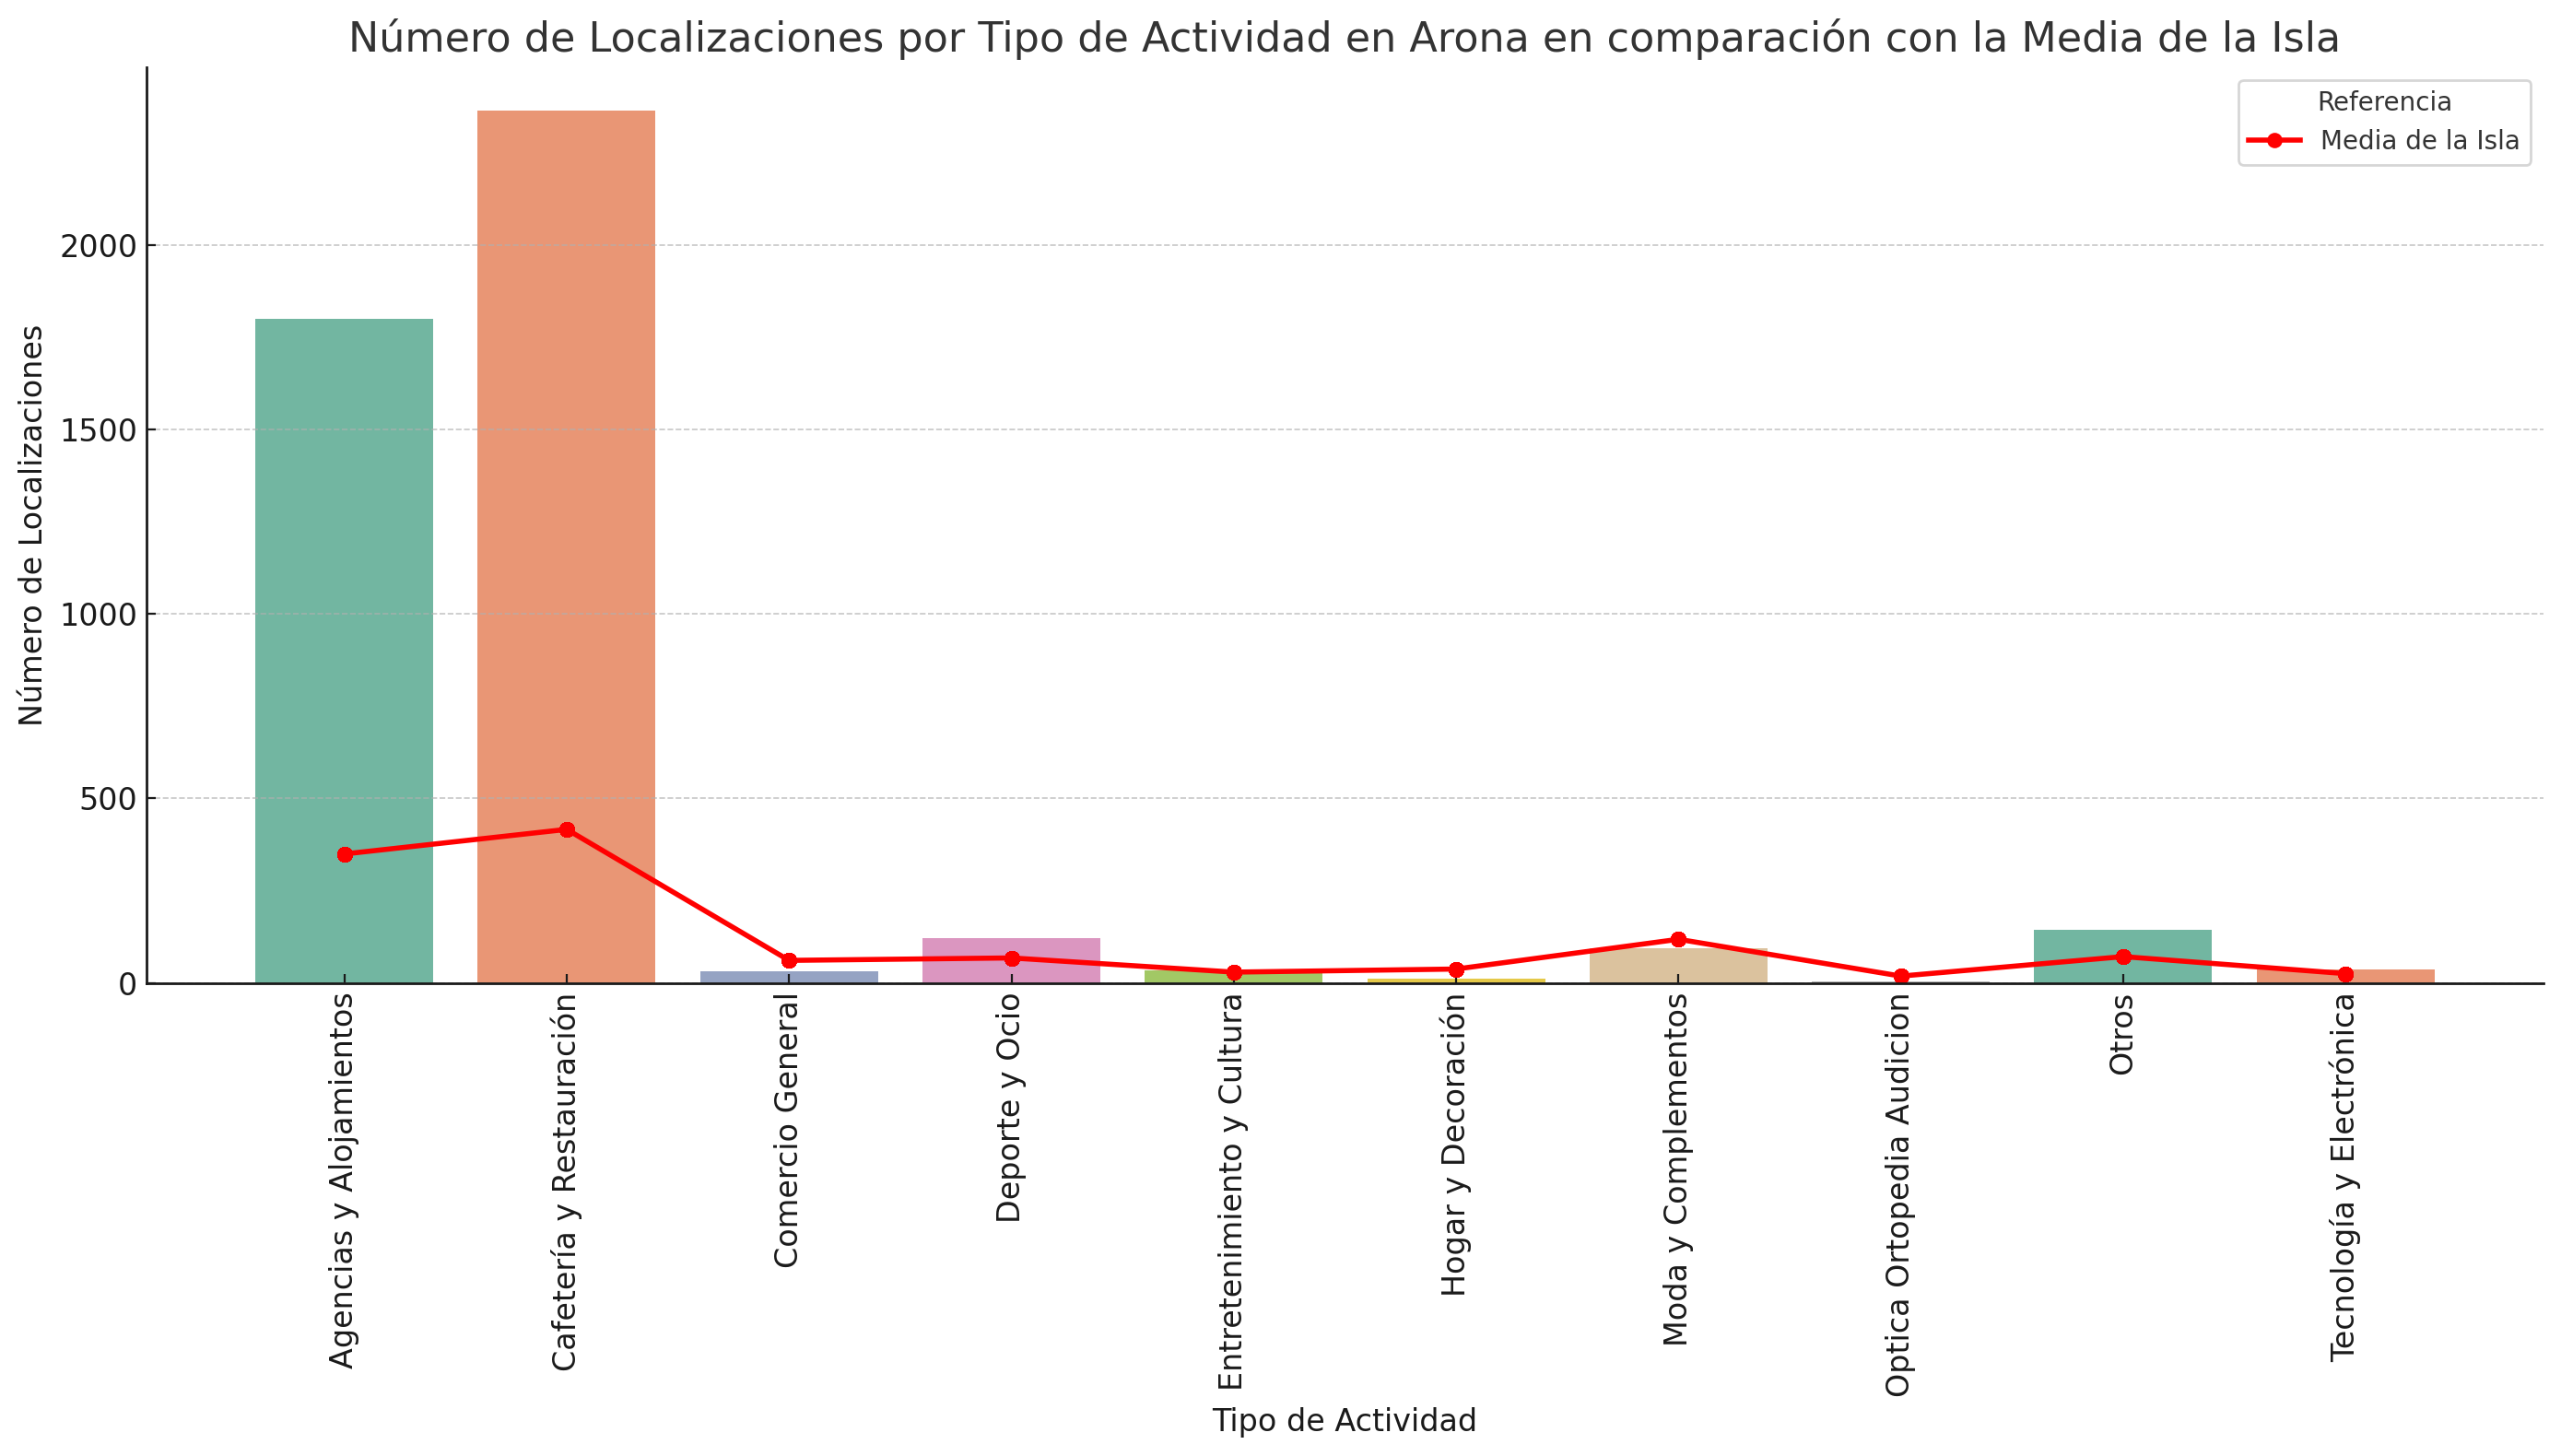 Número de Localizaciones por Tipo de Actividad en Arona en comparación con la Media de la Isla
Referencia
Media de la Isla
Número de Localizaciones
2000
1500
1000
500
0
Agencias y Alojamientos
Cafetería y Restauración
Comercio General
Deporte y Ocio
Entretenimiento y Cultura
Hogar y Decoración
Moda y Complementos
Optica Ortopedia Audicion
Otros
Tecnología y Electrónica
Tipo de Actividad